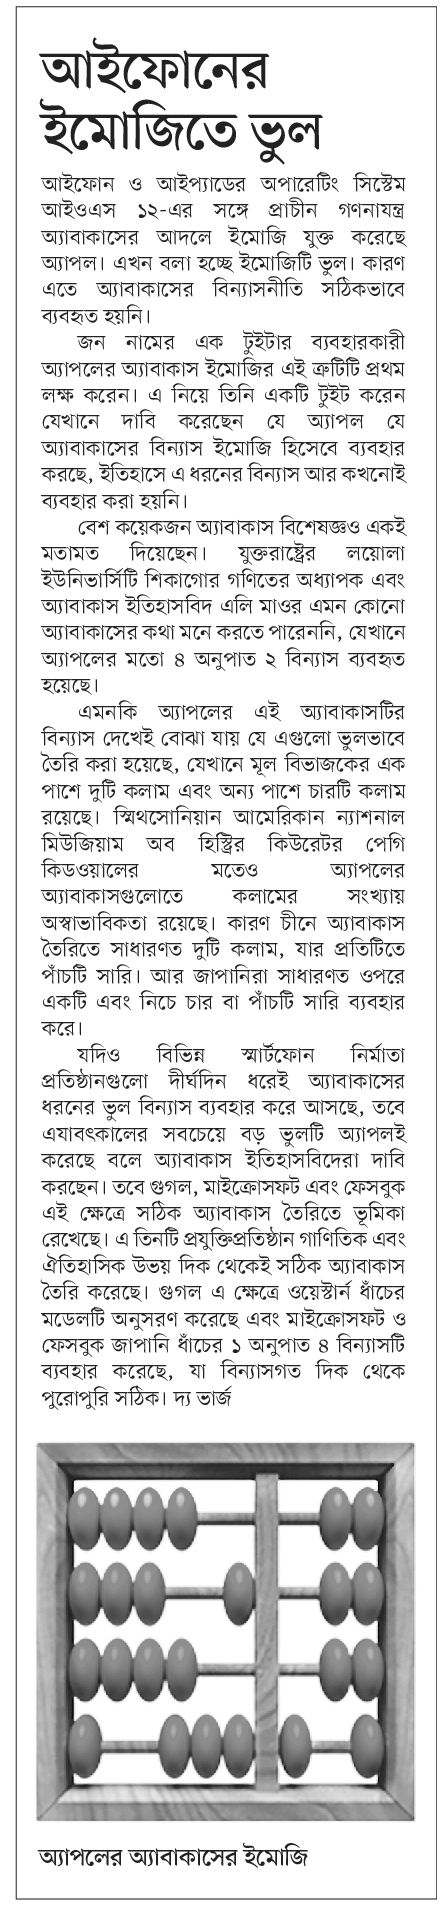 আইফোনের
ইমোজিতে ভুল
আইফোন ও আইপ্যাডের অপারেটিং সিস্টেম
আইওএস ১২-এর সঙ্গে প্রাচীন গণনাযন্ত্র
অ্যাবাকাসের আদলে ইমোজি যুক্ত করেছে
অ্যাপল। এখন বলা হচ্ছে ইমোজিটি ভুল। কারণ
এতে অ্যাবাকাসের বিন্যাসনীতি সঠিকভাবে
ব্যবহৃত হয়নি।
জন নামের এক টুইটার ব্যবহারকারী
অ্যাপলের অ্যাবাকাস ইমোজির এই ত্রুটিটি প্রথম
লক্ষ করেন। এ নিয়ে তিনি একটি টুইট করেন
যেখানে দাবি করেছেন যে অ্যাপল যে
অ্যাবাকাসের বিন্যাস ইমোজি হিসেবে ব্যবহার
করছে, ইতিহাসে এ ধরনের বিন্যাস আর কখনোই
ব্যবহার করা হয়নি।
বেশ কয়েকজন অ্যাবাকাস বিশেষজ্ঞও একই
মতামত দিয়েছেন। যুক্তরাষ্ট্রের লয়োলা
ইউনিভার্সিটি শিকাগোর গণিতের অধ্যাপক এবং
অ্যাবাকাস ইতিহাসবিদ এলি মাওর এমন কোনো
অ্যাবাকাসের কথা মনে করতে পারেননি, যেখানে
অ্যাপলের মতো ৪ অনুপাত ২ বিন্যাস ব্যবহৃত
হয়েছে।
এমনকি অ্যাপলের এই অ্যাবাকাসটির
বিন্যাস দেখেই বোঝা যায় যে এগুলো ভুলভাবে
তৈরি করা হয়েছে, যেখানে মূল বিভাজকের এক
পাশে দুটি কলাম এবং অন্য পাশে চারটি কলাম
রয়েছে। স্মিথসোনিয়ান আমেরিকান ন্যাশনাল
মিউজিয়াম অব হিস্ট্রির কিউরেটর পেগি
কিডওয়ালের মতেও অ্যাপলের
অ্যাবাকাসগুলোতে কলামের সংখ্যায়
অস্বাভাবিকতা রয়েছে। কারণ চীনে অ্যাবাকাস
তৈরিতে সাধারণত দুটি কলাম, যার প্রতিটিতে
পাঁচটি সারি। আর জাপানিরা সাধারণত ওপরে
একটি এবং নিচে চার বা পাঁচটি সারি ব্যবহার
করে।
যদিও বিভিন্ন স্মার্টফোন নির্মাতা
প্রতিষ্ঠানগুলো দীর্ঘদিন ধরেই অ্যাবাকাসের
ধরনের ভুল বিন্যাস ব্যবহার করে আসছে, তবে
এযাবৎকালের সবচেয়ে বড় ভুলটি অ্যাপলই
করেছে বলে অ্যাবাকাস ইতিহাসবিদেরা দাবি
করছেন। তবে গুগল, মাইক্রোসফট এবং ফেসবুক
এই ক্ষেত্রে সঠিক অ্যাবাকাস তৈরিতে ভূমিকা
রেখেছে। এ তিনটি প্রযুক্তিপ্রতিষ্ঠান গাণিতিক এবং
ঐতিহাসিক উভয় দিক থেকেই সঠিক অ্যাবাকাস
তৈরি করেছে। গুগল এ ক্ষেত্রে ওয়েস্টার্ন ধাঁচের
মডেলটি অনুসরণ করেছে এবং মাইক্রোসফট ও
ফেসবুক জাপানি ধাঁচের ১ অনুপাত ৪ বিন্যাসটি
ব্যবহার করেছে, যা বিন্যাসগত দিক থেকে
পুরোপুরি সঠিক। দ্য ভার্জ
অ্যাপলের অ্যাবাকাসের ইমোজি